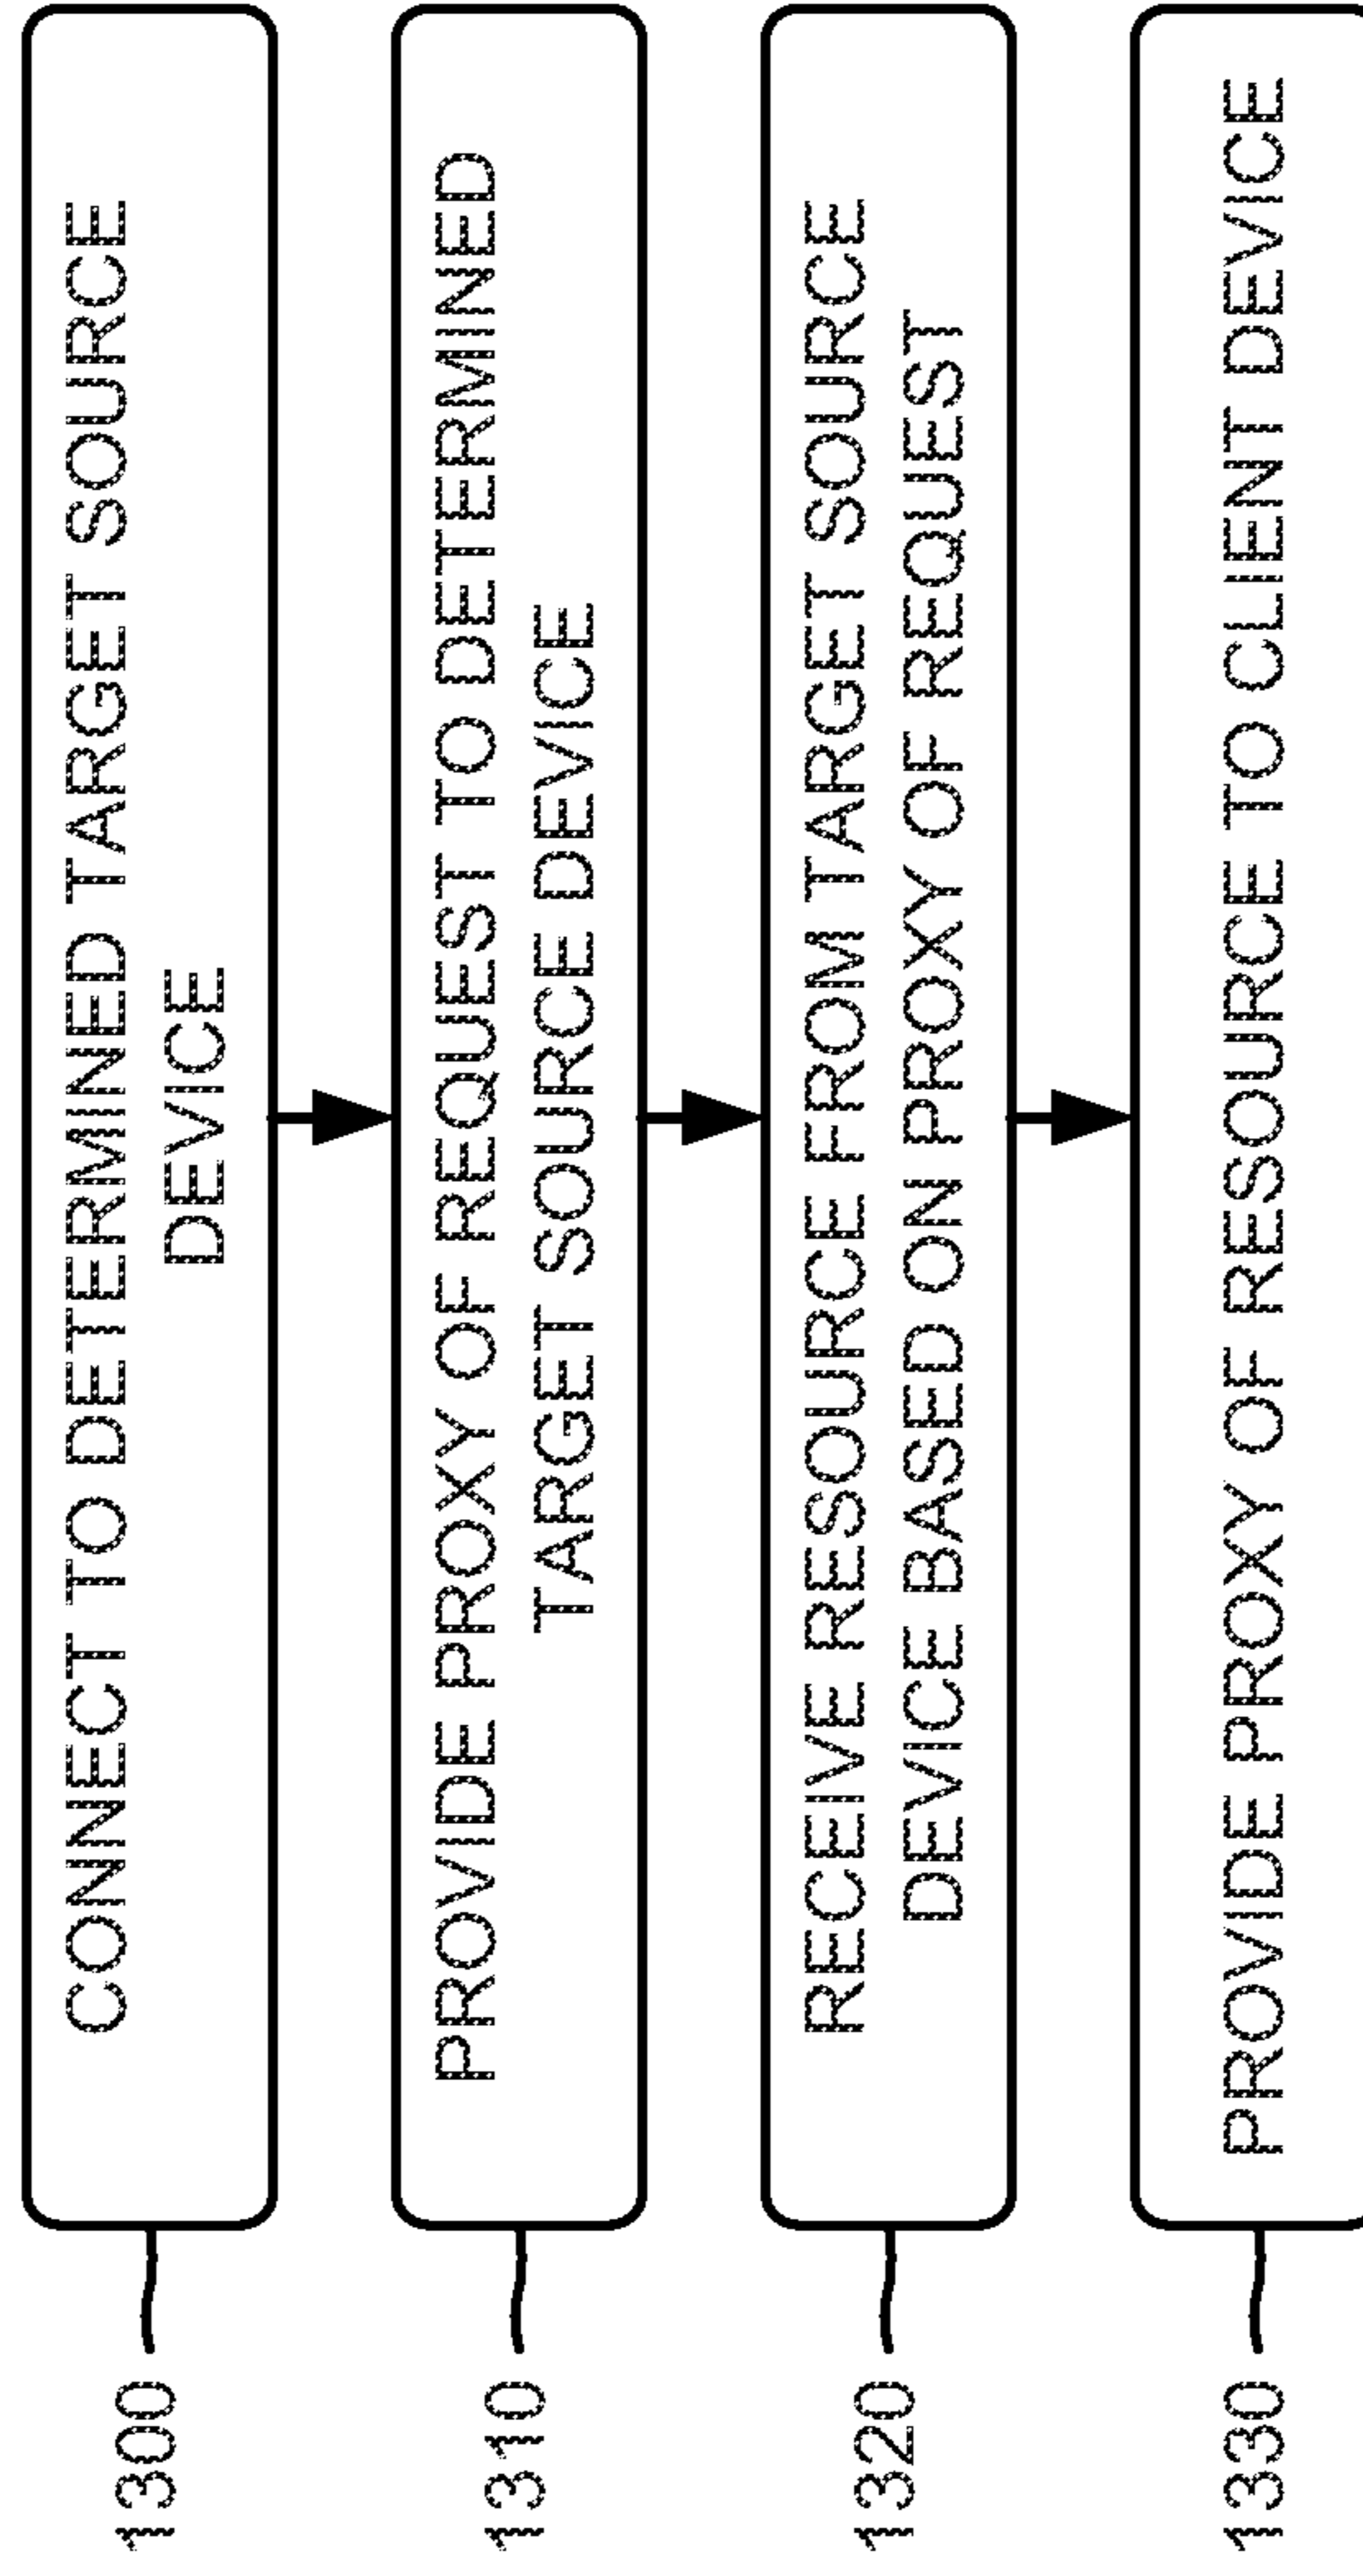 1300
CONNECT TO DETERMINED TARGET SOURCE
DEVICE
1310
PROVIDE PROXY OF REQUEST TO DETERMINED
TARGET SOURCE DEVICE
1320
RECEIVE RESOURCE FROM TARGET SOURCE
DEVICE BASED ON PROXY OF REQUEST
1330
PROVIDE PROXY OF RESOURCE TO CLIENT DEVICE